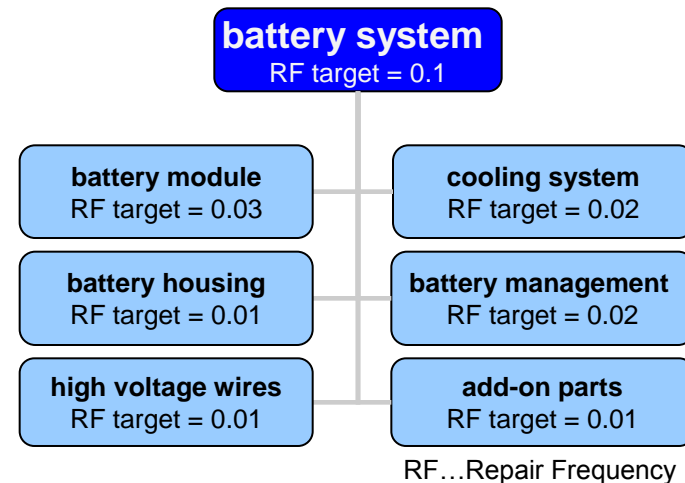 battery system
RF target = 0.1
battery module
RF target = 0.03
cooling system
RF target = 0.02
battery housing
RF target = 0.01
battery management
RF target = 0.02
high voltage wires
RF target = 0.01
add-on parts
RF target = 0.01
RF…Repair Frequency